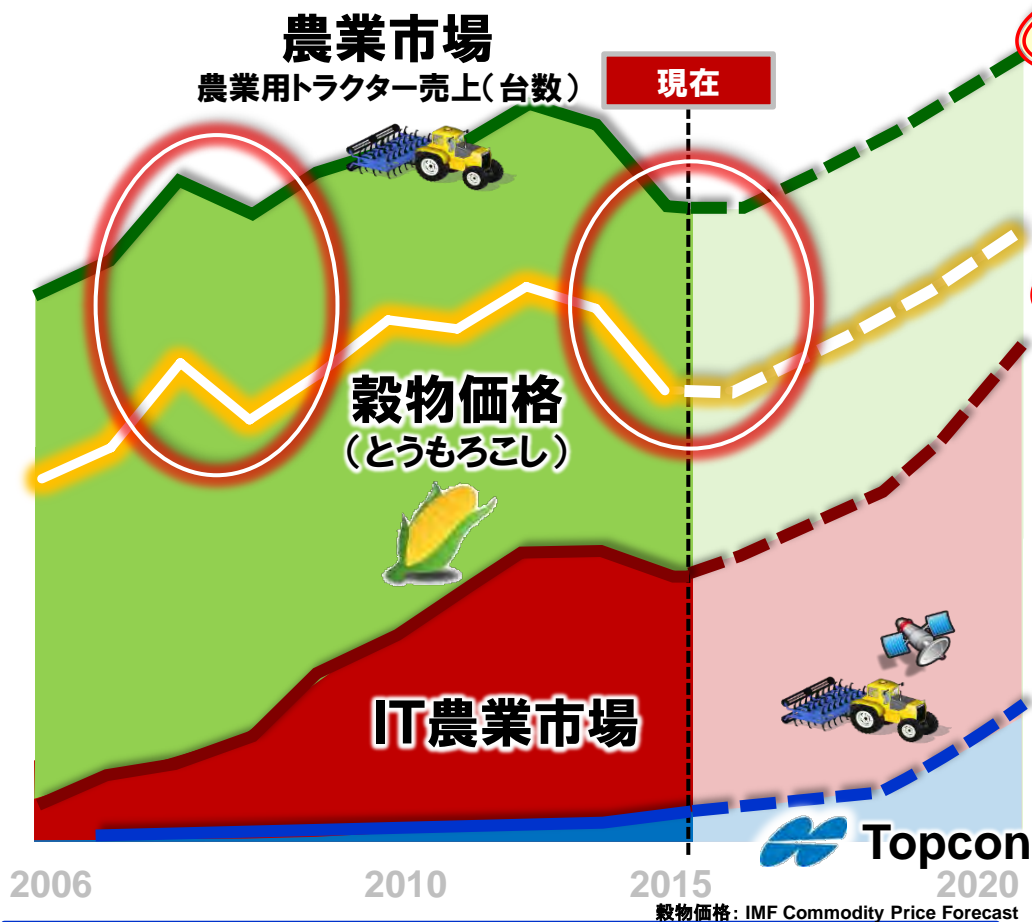 農業市場
農業用トラクター売上(台数)
現在
穀物価格
(とうもろこし)
IT農業市場
Topcon
2006
2010
2015
2020
穀物価格: IMF Commodity Price Forecast